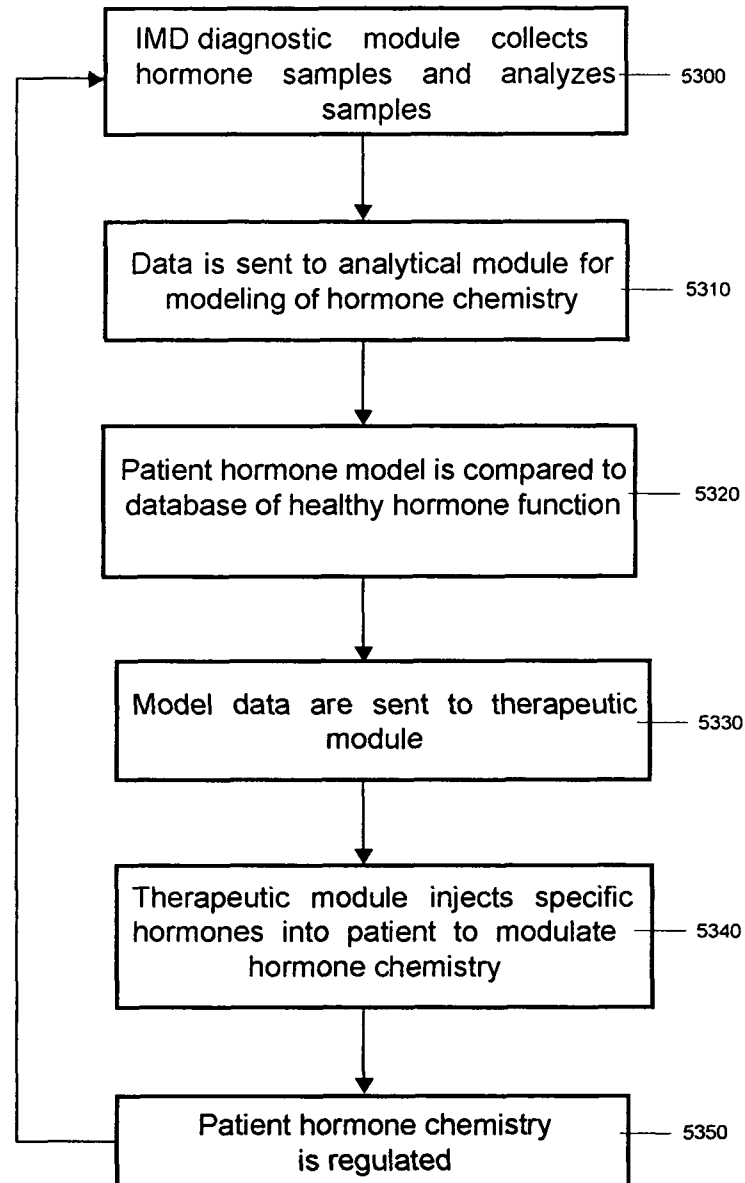 IMD diagnostic module collects
hormone samples and analyzes
samples
5300
Data is sent to analytical module for
modeling of hormone chemistry
5310
Patient hormone model is compared to
database of healthy hormone function
5320
Model data are sent to therapeutic
module
5330
Therapeutic module injects specific
hormones into patient to modulate
hormone chemistry
5340
Patient hormone chemistry
is regulated
5350